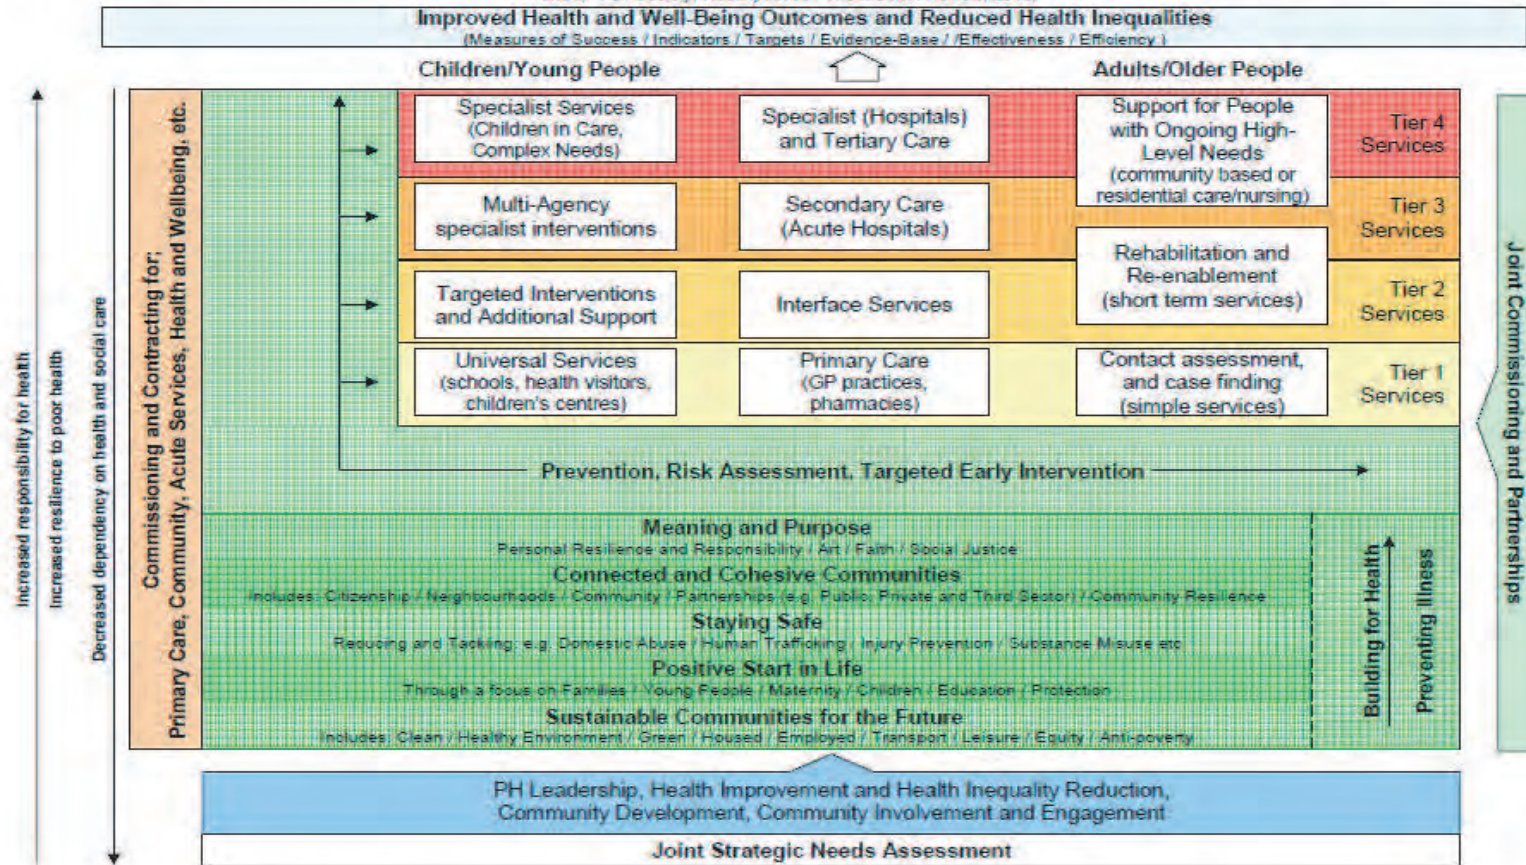 Improved Health and Well-Being Outcomes and Reduced Health Inequalities
(Measures of Success / Indicators / Targets / Evidence-Base / /Effectiveness / Efficiency )
Children/Young People
Adults/Older People
Specialist Services
(Children in Care,
Complex Needs)
Specialist (Hospitals)
and Tertiary Care
Support for People
with Ongoing High-
Level Needs
(community based or
residential care/nursing)
Tier 4
Services
Multi-Agency
specialist interventions
Secondary Care
(Acute Hospitals)
Tier 3
Services
Rehabilitation and
Re-enablement
(short term services)
Targeted Interventions
and Additional Support
Interface Services
Tier 2
Services
Universal Services
(schools, health visitors,
children's centres)
Primary Care
(GP practices,
pharmacies)
Contact assessment,
and case finding
(simple services)
Tier 1
Services
Prevention, Risk Assessment, Targeted Early Intervention
Meaning and Purpose
Personal Resilience and Responsibility / Art / Faith / Social Justice
Connected and Cohesive Communities
Includes: Citizenship / Neighbourhoods / Community / Partnerships (e.g. Public, Private and Third Sector) / Community Resilience
Staying Safe
Reducing and Tackling: e.g. Domestic Abuse / Human Trafficking / Injury Prevention / Substance Misuse etc
Positive Start in Life
Through a focus on Families / Young People / Maternity / Children / Education / Protection
Sustainable Communities for the Future
Includes: Clean / Healthy Environment / Green / Housed / Employed / Transport / Leisure / Equity / Anti-poverty
Building for Health
Preventing Illness
PH Leadership, Health Improvement and Health Inequality Reduction,
Community Development, Community Involvement and Engagement
Joint Strategic Needs Assessment
Increased responsibility for health
Increased resilience to poor health
Decreased dependency on health and social care
Commissioning and Contracting for;
Primary Care, Community, Acute Services, Health and Wellbeing, etc.
Joint Commissioning and Partnerships